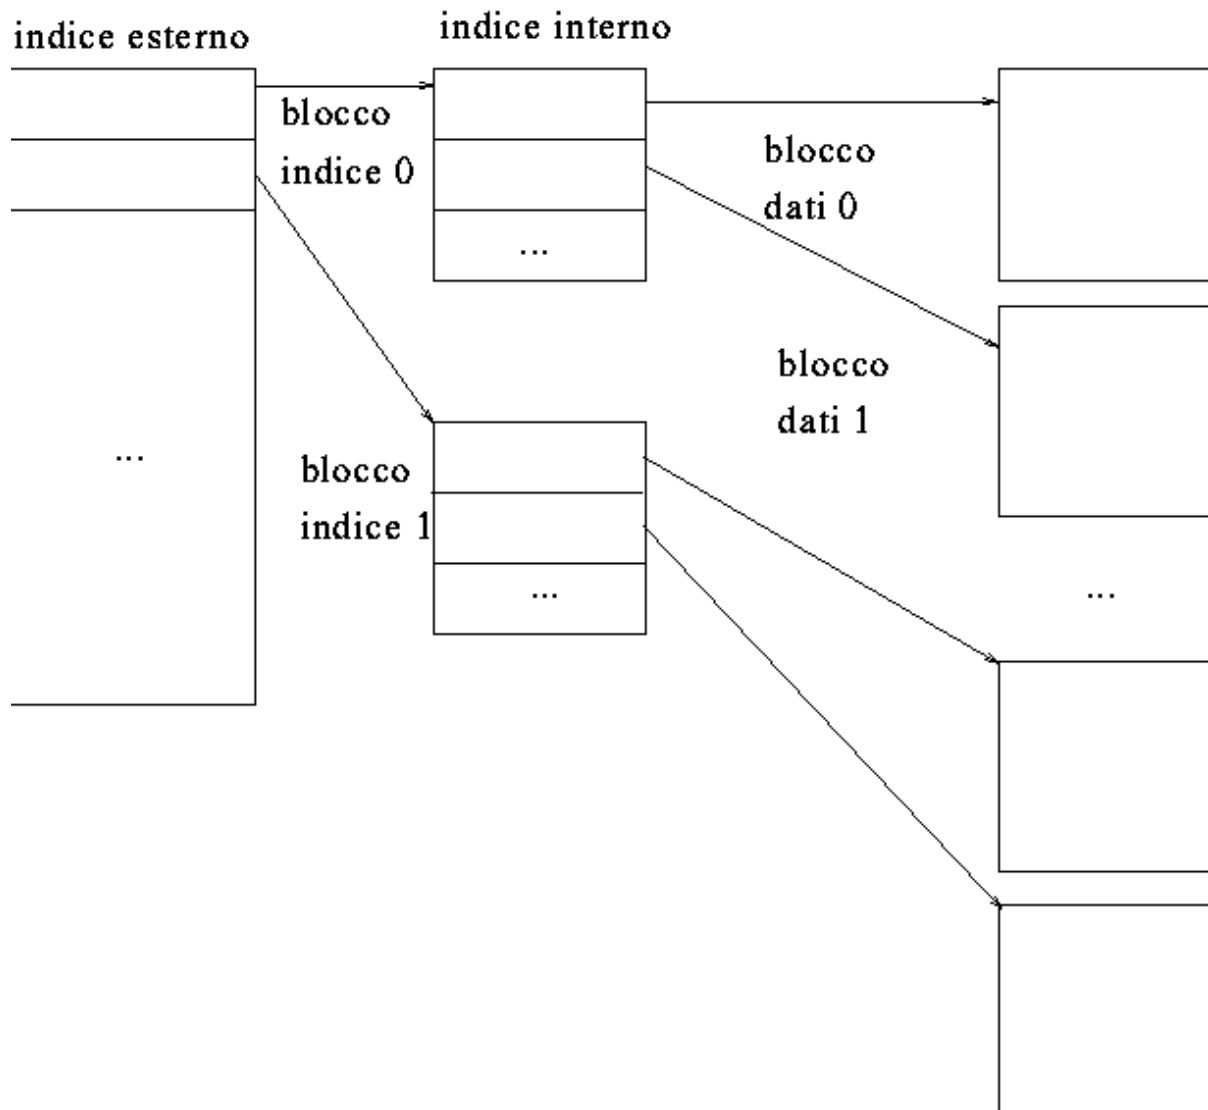 indice esterno
indice interno
blocco
indice 0
blocco
dati 0
...
blocco
dati 1
...
blocco
indice 1
...
...